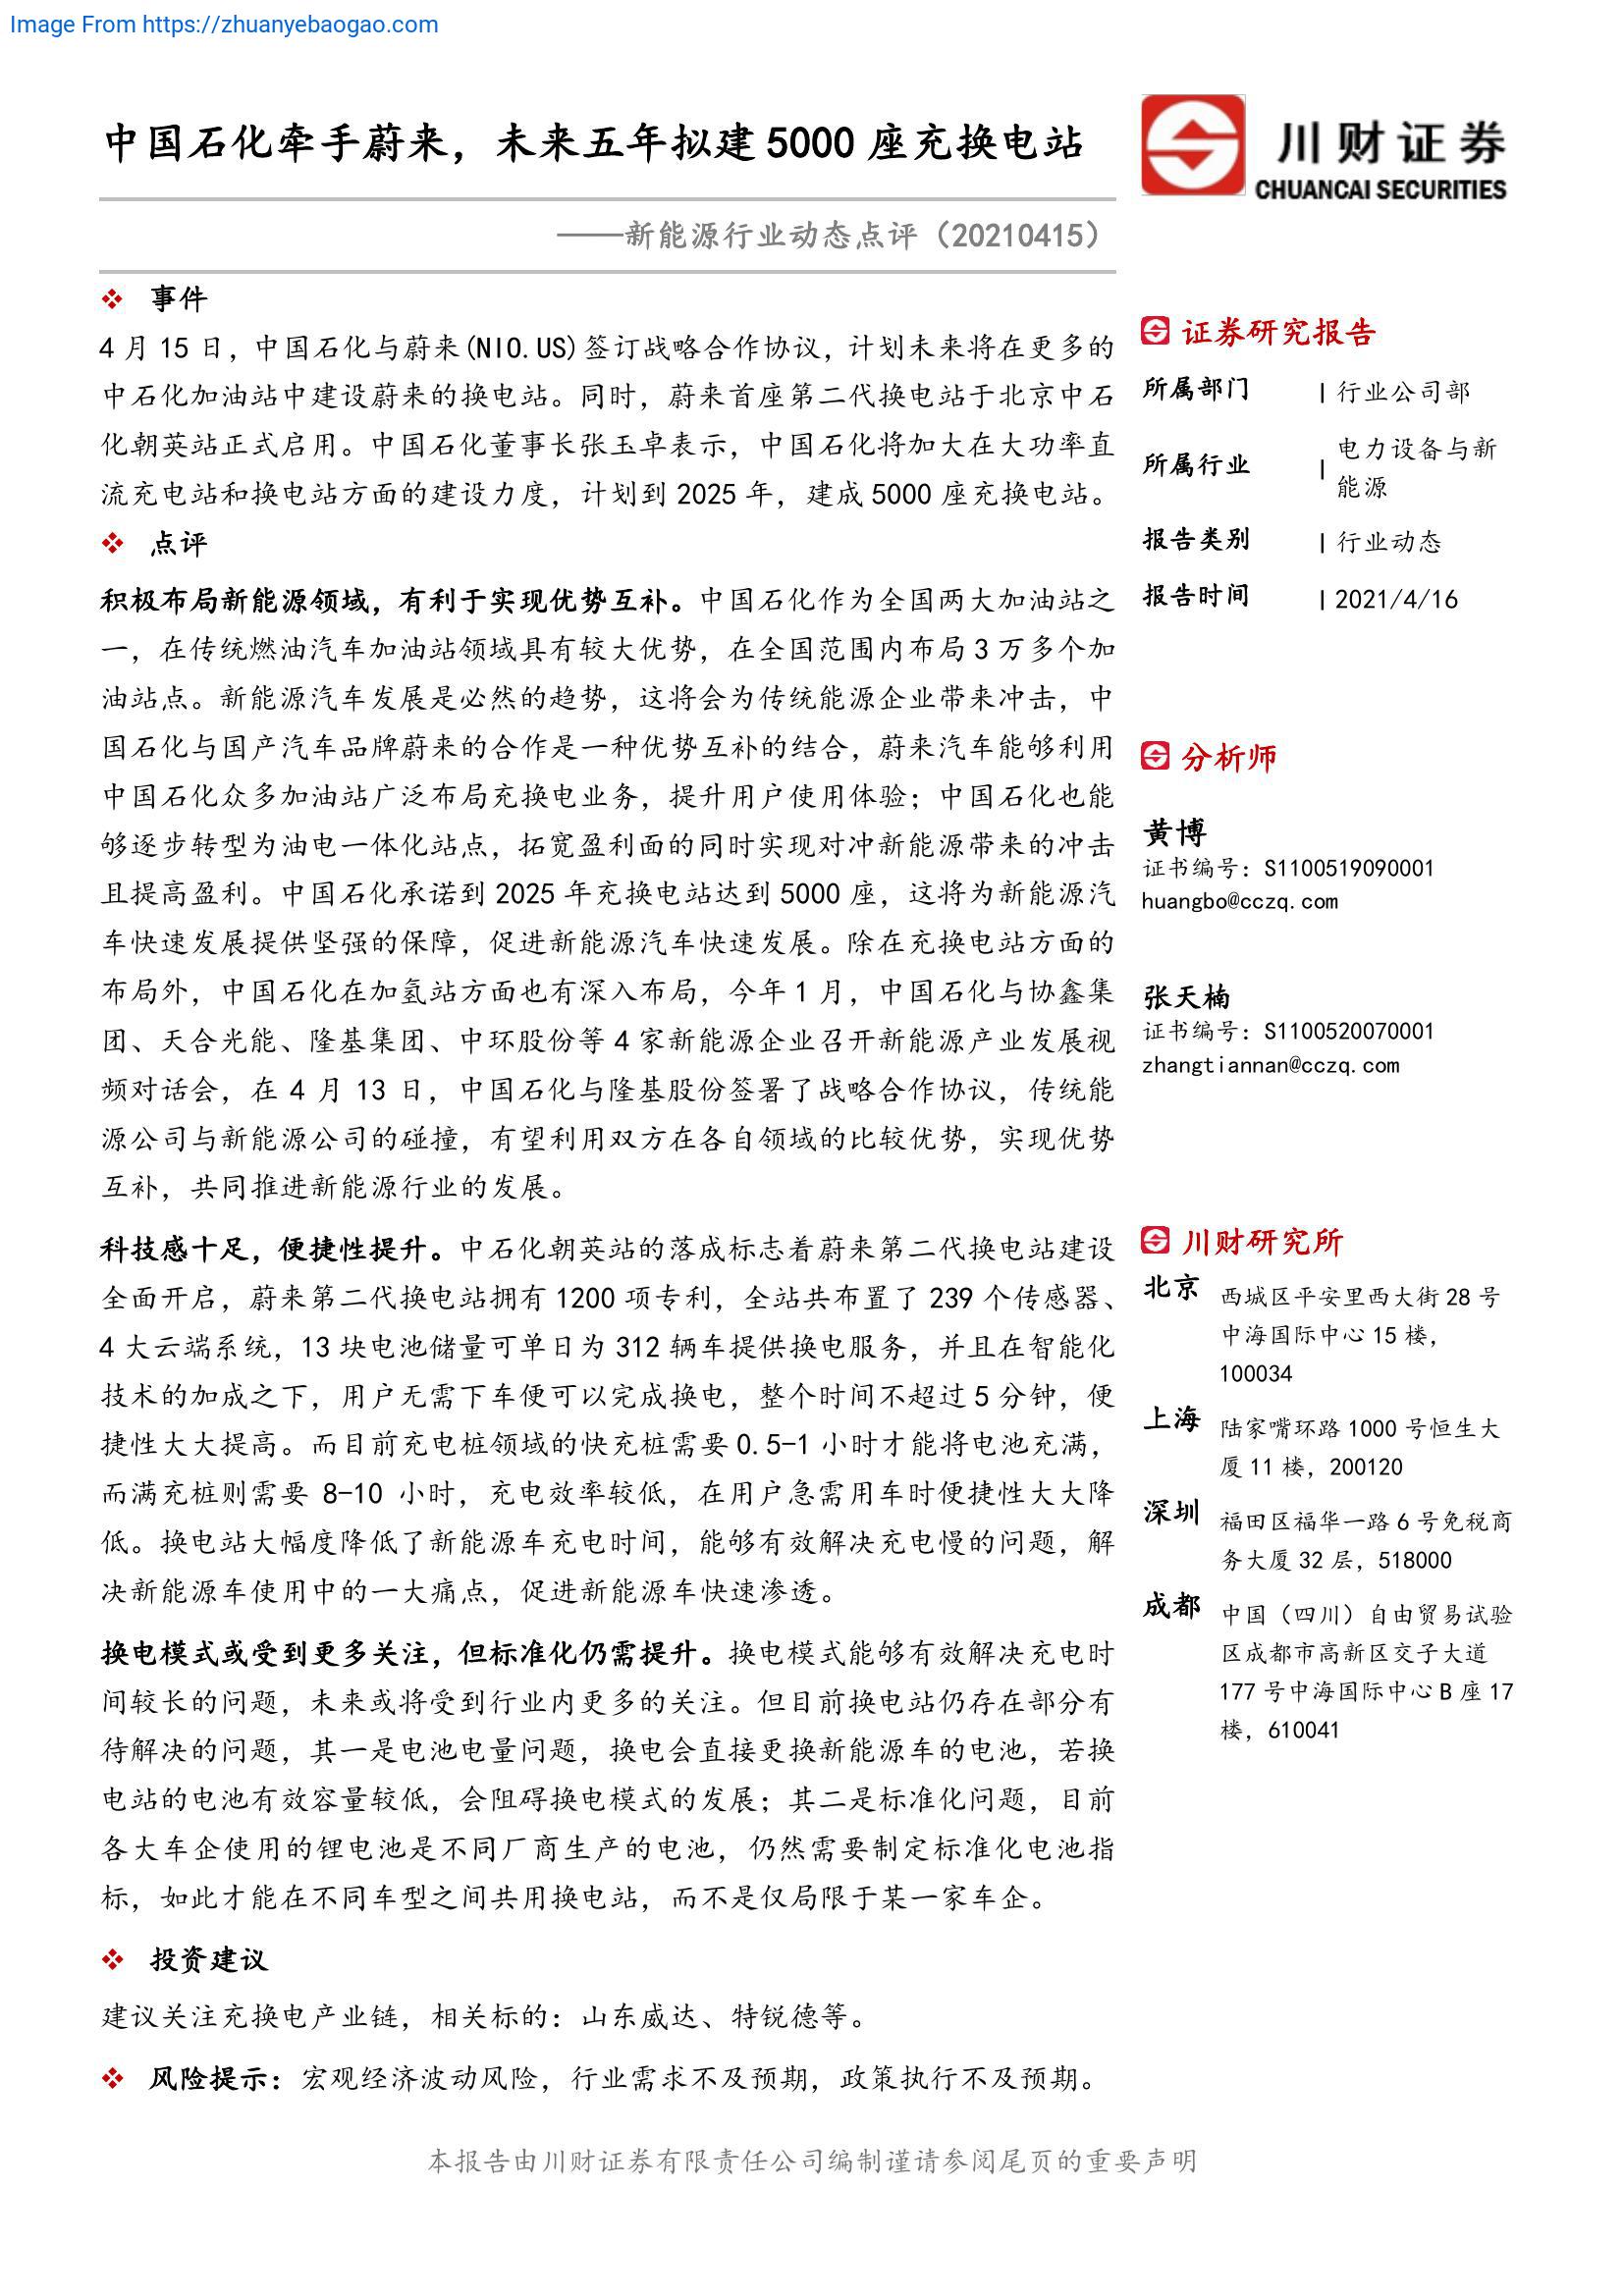 Image From https://zhuanyebaogao.com
中国石化牵手蔚来，未来五年拟建 5000 座充换电站
川财证券
CHUANCAI SECURITIES
——新能源行业动态点评（20210415）
事件
4 月 15 日，中国石化与蔚来(NIO.US)签订战略合作协议，计划未来将在更多的
中石化加油站中建设蔚来的换电站。同时，蔚来首座第二代换电站于北京中石
化朝英站正式启用。中国石化董事长张玉卓表示，中国石化将加大在大功率直
流充电站和换电站方面的建设力度，计划到 2025 年，建成 5000 座充换电站。
点评
积极布局新能源领域，有利于实现优势互补。中国石化作为全国两大加油站之
一，在传统燃油汽车加油站领域具有较大优势，在全国范围内布局 3 万多个加
油站点。新能源汽车发展是必然的趋势，这将会为传统能源企业带来冲击，中
国石化与国产汽车品牌蔚来的合作是一种优势互补的结合，蔚来汽车能够利用
中国石化众多加油站广泛布局充换电业务，提升用户使用体验；中国石化也能
够逐步转型为油电一体化站点，拓宽盈利面的同时实现对冲新能源带来的冲击
且提高盈利。中国石化承诺到 2025 年充换电站达到 5000 座，这将为新能源汽
车快速发展提供坚强的保障，促进新能源汽车快速发展。除在充换电站方面的
布局外，中国石化在加氢站方面也有深入布局，今年 1 月，中国石化与协鑫集
团、天合光能、隆基集团、中环股份等 4 家新能源企业召开新能源产业发展视
频对话会，在 4 月 13 日，中国石化与隆基股份签署了战略合作协议，传统能
源公司与新能源公司的碰撞，有望利用双方在各自领域的比较优势，实现优势
互补，共同推进新能源行业的发展。
科技感十足，便捷性提升。中石化朝英站的落成标志着蔚来第二代换电站建设
全面开启，蔚来第二代换电站拥有 1200 项专利，全站共布置了 239 个传感器、
4 大云端系统，13 块电池储量可单日为 312 辆车提供换电服务，并且在智能化
技术的加成之下，用户无需下车便可以完成换电，整个时间不超过 5 分钟，便
捷性大大提高。而目前充电桩领域的快充桩需要 0.5-1 小时才能将电池充满，
而满充桩则需要 8-10 小时，充电效率较低，在用户急需用车时便捷性大大降
低。换电站大幅度降低了新能源车充电时间，能够有效解决充电慢的问题，解
决新能源车使用中的一大痛点，促进新能源车快速渗透。
换电模式或受到更多关注，但标准化仍需提升。换电模式能够有效解决充电时
间较长的问题，未来或将受到行业内更多的关注。但目前换电站仍存在部分有
待解决的问题，其一是电池电量问题，换电会直接更换新能源车的电池，若换
电站的电池有效容量较低，会阻碍换电模式的发展；其二是标准化问题，目前
各大车企使用的锂电池是不同厂商生产的电池，仍然需要制定标准化电池指
标，如此才能在不同车型之间共用换电站，而不是仅局限于某一家车企。
投资建议
建议关注充换电产业链，相关标的：山东威达、特锐德等。
风险提示：宏观经济波动风险，行业需求不及预期，政策执行不及预期。
证券研究报告
所属部门 | 行业公司部
所属行业 | 电力设备与新
能源
报告类别 | 行业动态
报告时间 | 2021/4/16
分析师
黄博
证书编号：S1100519090001
huangbo@cczq.com
张天楠
证书编号：S1100520070001
zhangtiannan@cczq.com
川财研究所
北京 西城区平安里西大街 28 号
中海国际中心 15 楼，
100034
上海 陆家嘴环路 1000 号恒生大
厦 11 楼，200120
深圳 福田区福华一路 6 号免税商
务大厦 32 层，518000
成都 中国（四川）自由贸易试验
区成都市高新区交子大道
177 号中海国际中心 B 座 17
楼，610041
本报告由川财证券有限责任公司编制谨请参阅尾页的重要声明